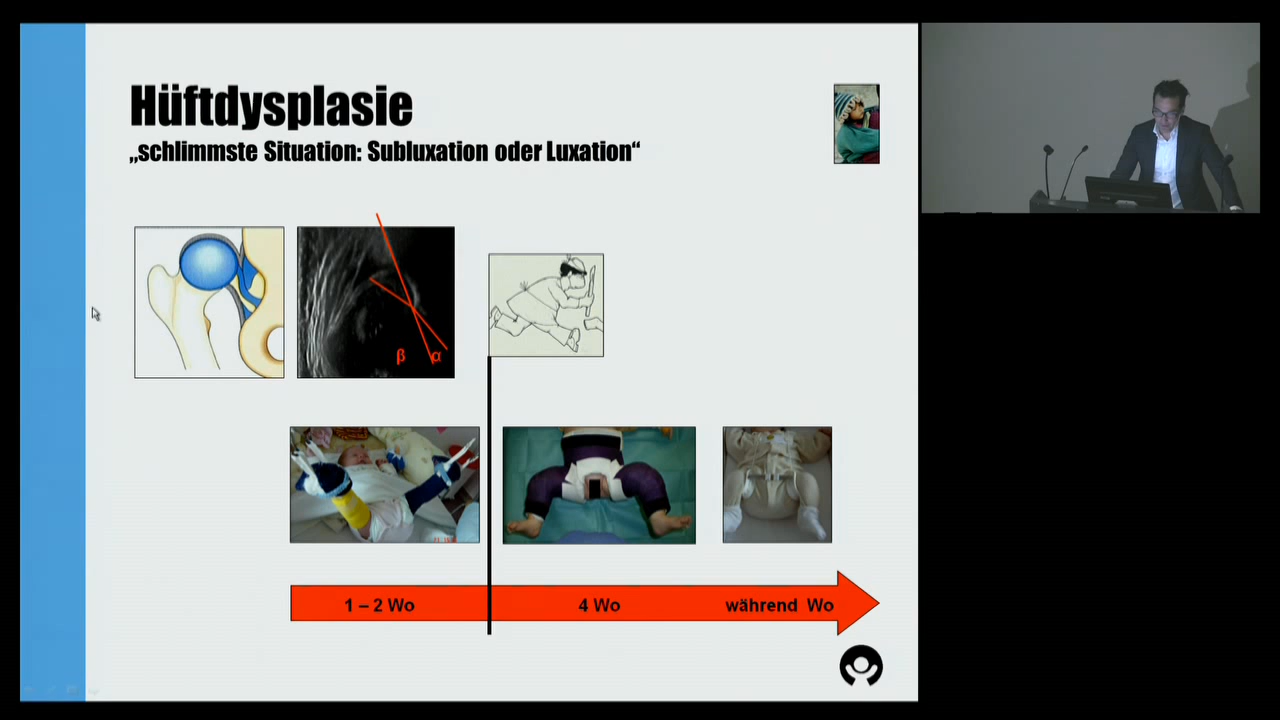 Hüftdysplasie
„schlimmste Situation: Subluxation oder Luxation“
β α
1 – 2 Wo 4 Wo während Wo